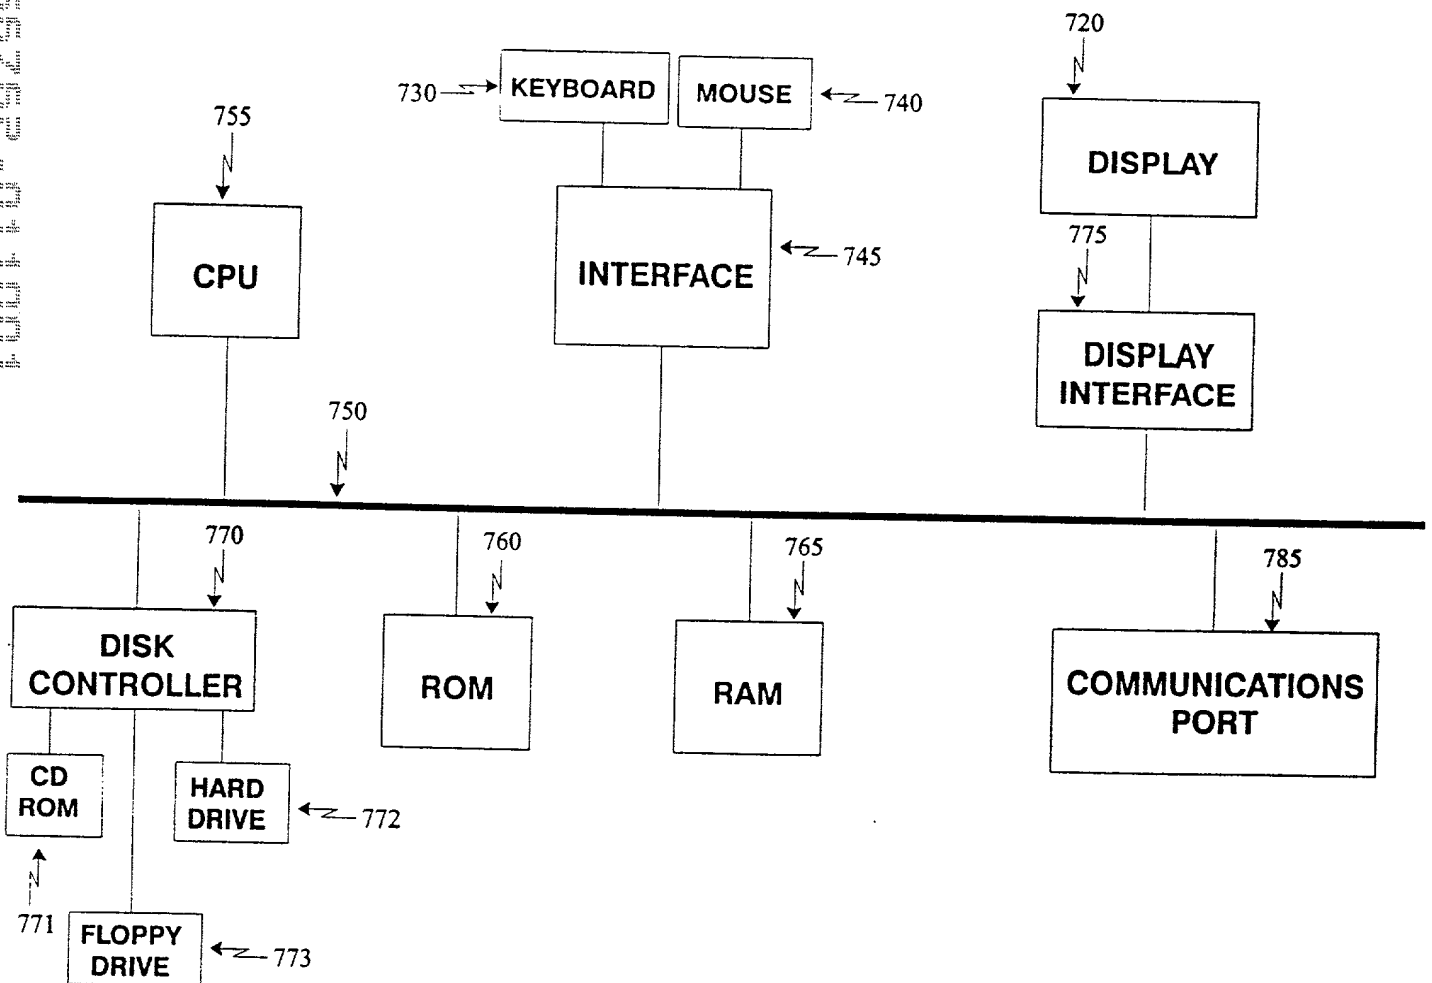 720
730
KEYBOARD
MOUSE
740
755
DISPLAY
775
CPU
INTERFACE
745
DISPLAY
INTERFACE
750
770
760
765
785
DISK
CONTROLLER
ROM
RAM
COMMUNICATIONS
PORT
CD
ROM
HARD
DRIVE
772
771
FLOPPY
DRIVE
773